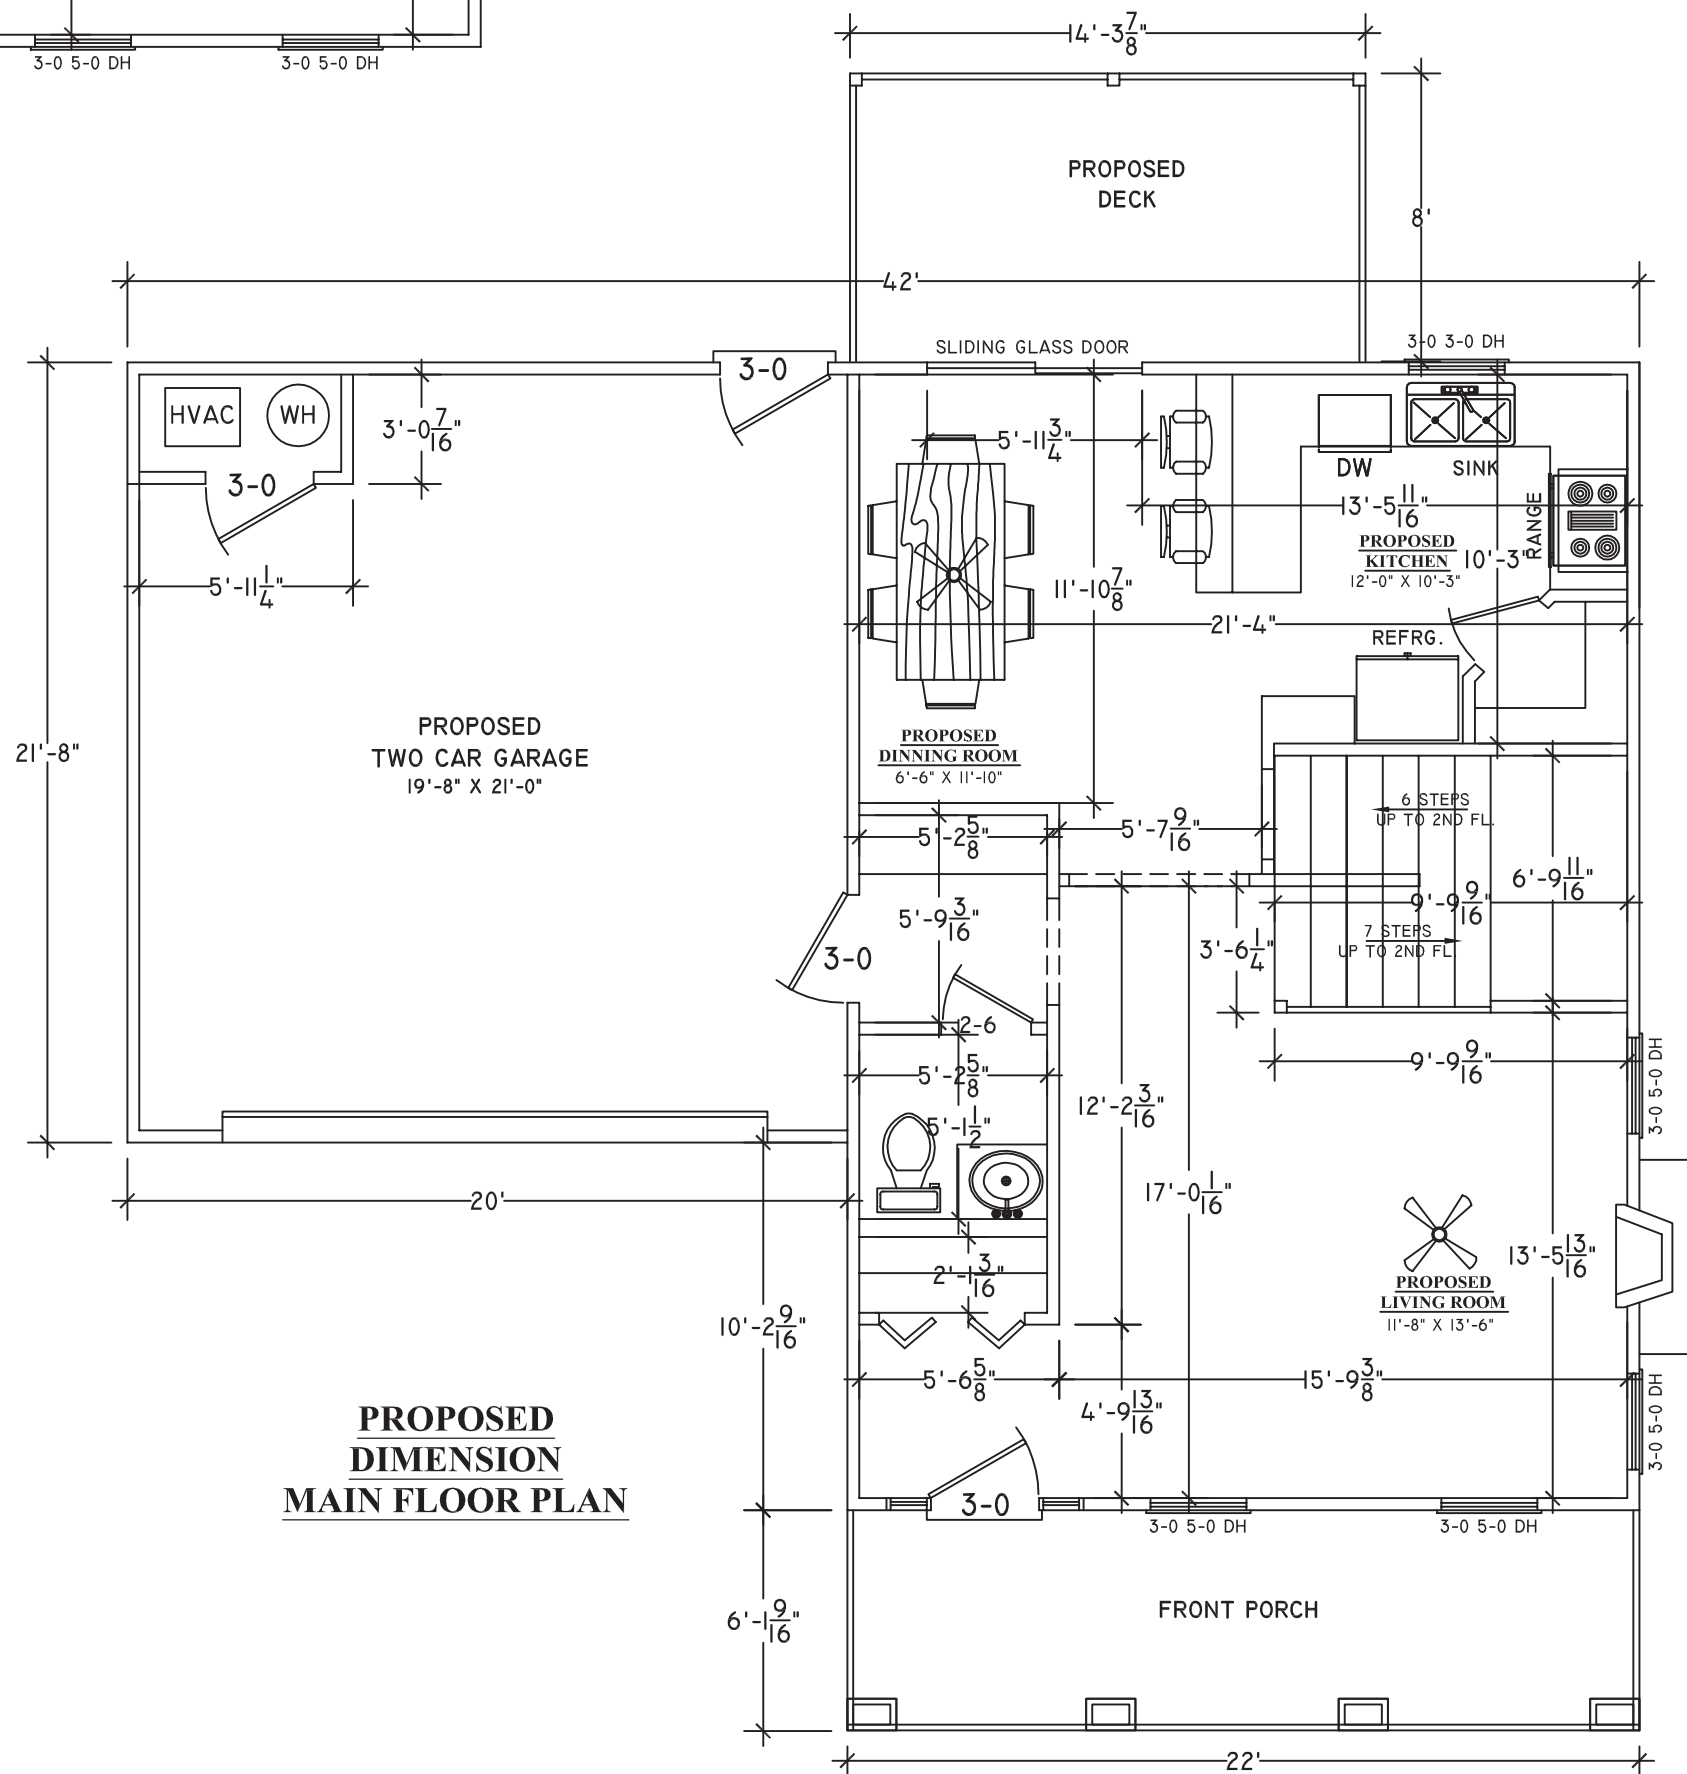 3-0 5-0 DH
3-0 5-0 DH
14'-3 7/8"
PROPOSED
DECK
8'
42'
SLIDING GLASS DOOR
3-0 3-0 DH
3-0
HVAC
WH
3'-0 7/16"
3-0
5'-11 1/4"
5'-11 3/4"
DW
SINK
13'-5 11/16"
RANGE
PROPOSED
KITCHEN
12'-0" X 10'-3"
10'-3"
11'-10 7/8"
21'-4"
REFRG.
PROPOSED
TWO CAR GARAGE
19'-8" X 21'-0"
21'-8"
PROPOSED
DINNING ROOM
6'-6" X 11'-10"
6 STEPS
UP TO 2ND FL.
5'-2 5/8"
5'-7 9/16"
6'-9 11/16"
9'-9 9/16"
5'-9 3/16"
7 STEPS
UP TO 2ND FL.
3'-6 1/4"
3-0
2-6
9'-9 9/16"
3-0 5-0 DH
5'-2 5/8"
12'-2 3/16"
5'-1 1/2"
20'
17'-0 1/16"
13'-5 13/16"
2'-1 3/16"
PROPOSED
LIVING ROOM
11'-8" X 13'-6"
10'-2 9/16"
5'-6 5/8"
15'-9 3/8"
3-0 5-0 DH
4'-9 13/16"
PROPOSED
DIMENSION
MAIN FLOOR PLAN
3-0
3-0 5-0 DH
3-0 5-0 DH
FRONT PORCH
6'-1 9/16"
22'